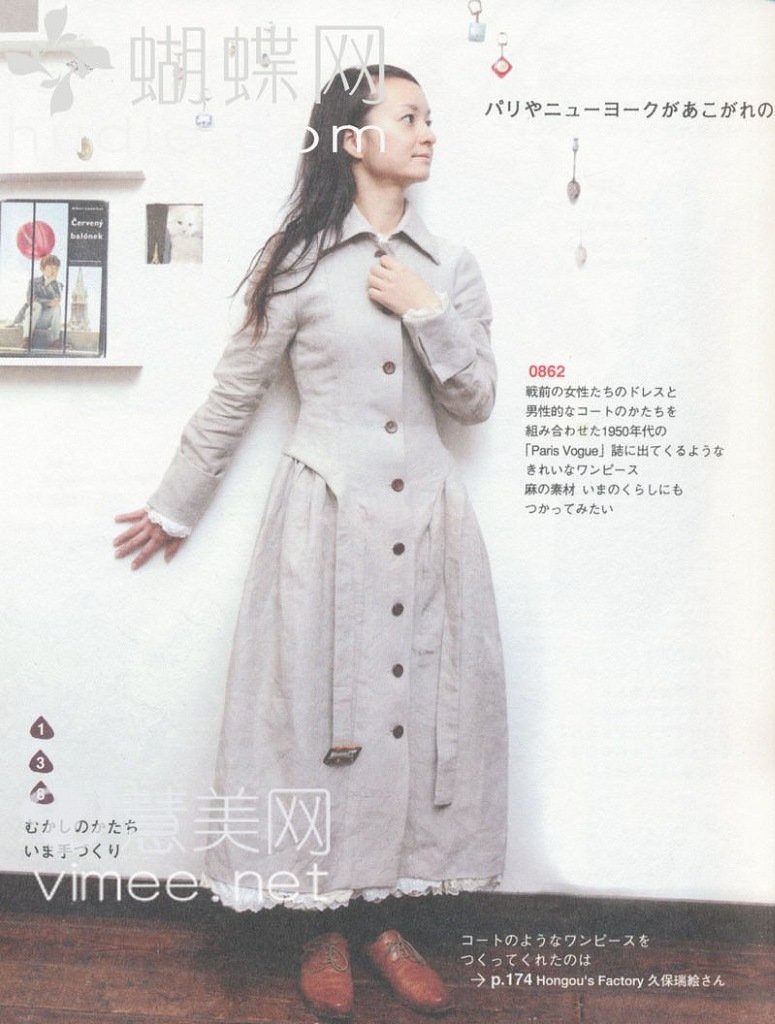 蝴蝶网
パリやニューヨークがあこがれの
Červený
balónek
0862
戦前の女性たちのドレスと
男性的なコートのかたちを
組み合わせた1950年代の
「Paris Vogue」誌に出てくるような
きれいなワンピース
麻の素材 いまのくらしにも
つかってみたい
1
3
むかしのかたち
いま手づくり
慧美网
vimee.net
コートのようなワンピースを
つくってくれたのは
→ p.174 Hongou's Factory 久保瑞絵さん